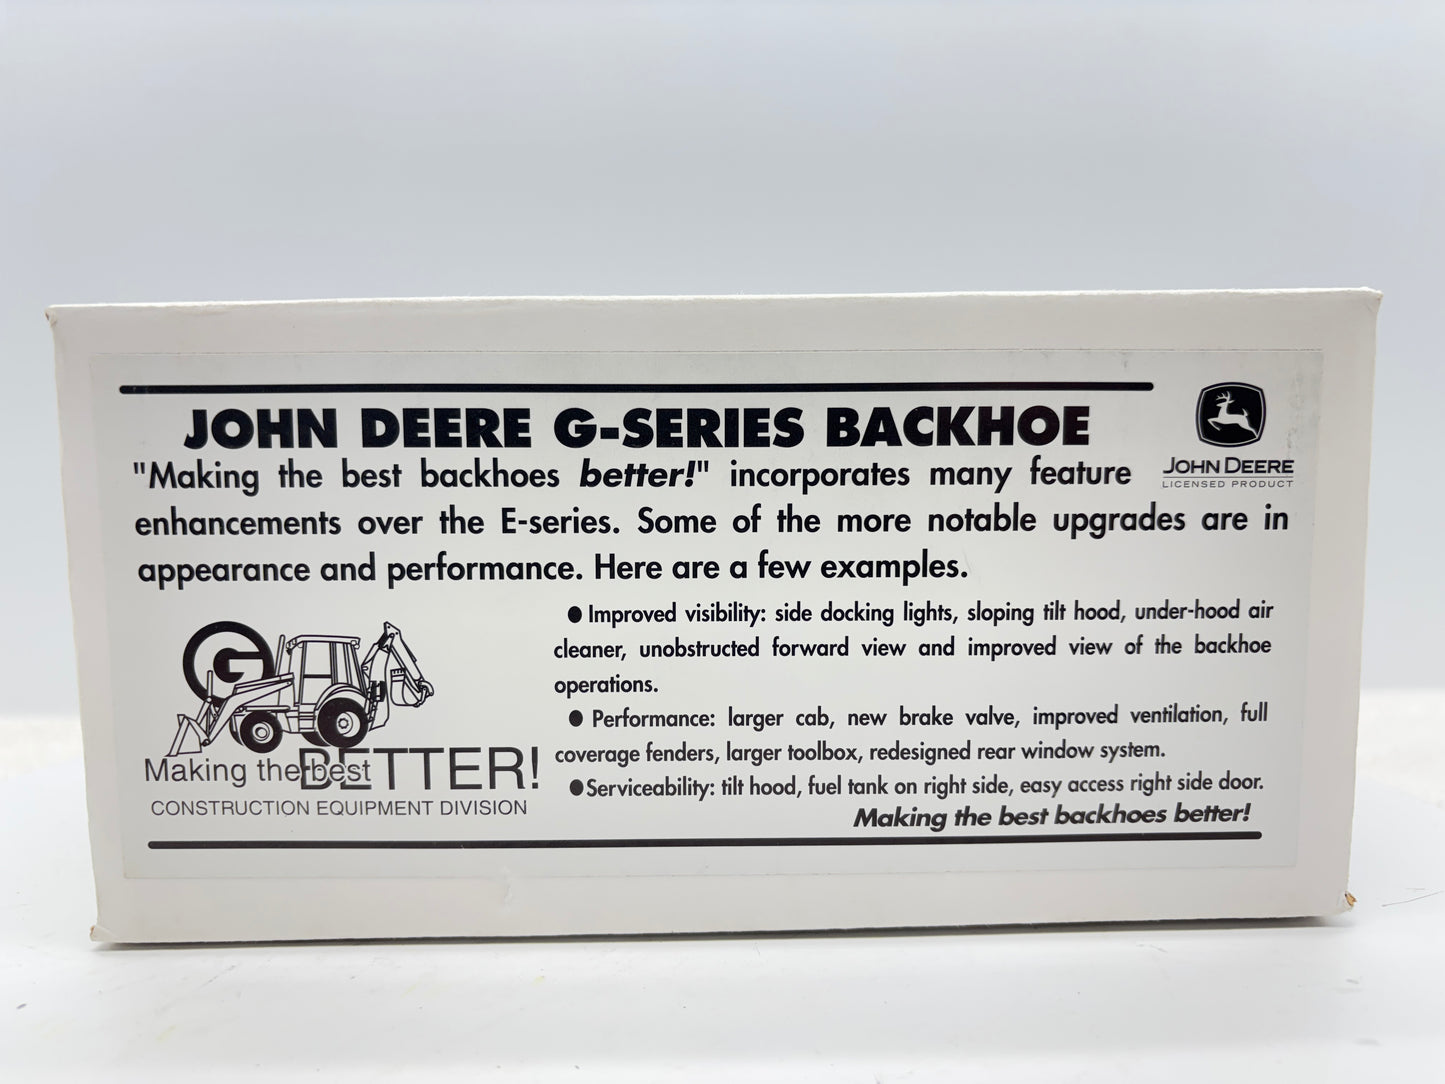 JOHN DEERE G-SERIES BACKHOE
JOHN DEERE
LICENSED PRODUCT
"Making the best backhoes better!" incorporates many feature
enhancements over the E-series. Some of the more notable upgrades are in
appearance and performance. Here are a few examples.
● Improved visibility: side docking lights, sloping tilt hood, under-hood air
cleaner, unobstructed forward view and improved view of the backhoe
operations.
● Performance: larger cab, new brake valve, improved ventilation, full
coverage fenders, larger toolbox, redesigned rear window system.
● Serviceability: tilt hood, fuel tank on right side, easy access right side door.
Making the best backhoes better!
G
Making the best BETTER!
CONSTRUCTION EQUIPMENT DIVISION